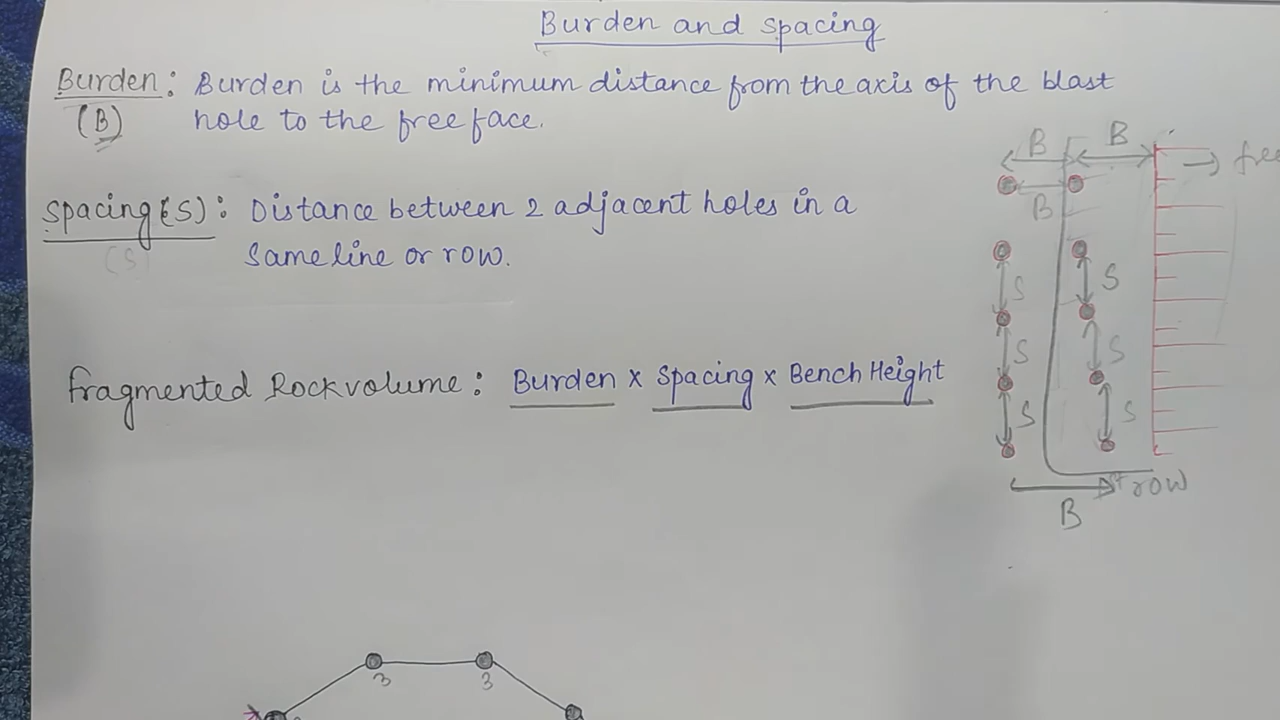 Burden and spacing
Burden: Burden is the minimum distance from the axis of the blast
(B) hole to the free face.
Spacing(S): Distance between 2 adjacent holes in a
(S) Same line or row.
Fragmented Rock volume: Burden x Spacing x Bench Height
B B
B
S S
S S
S S
row
B
3 3